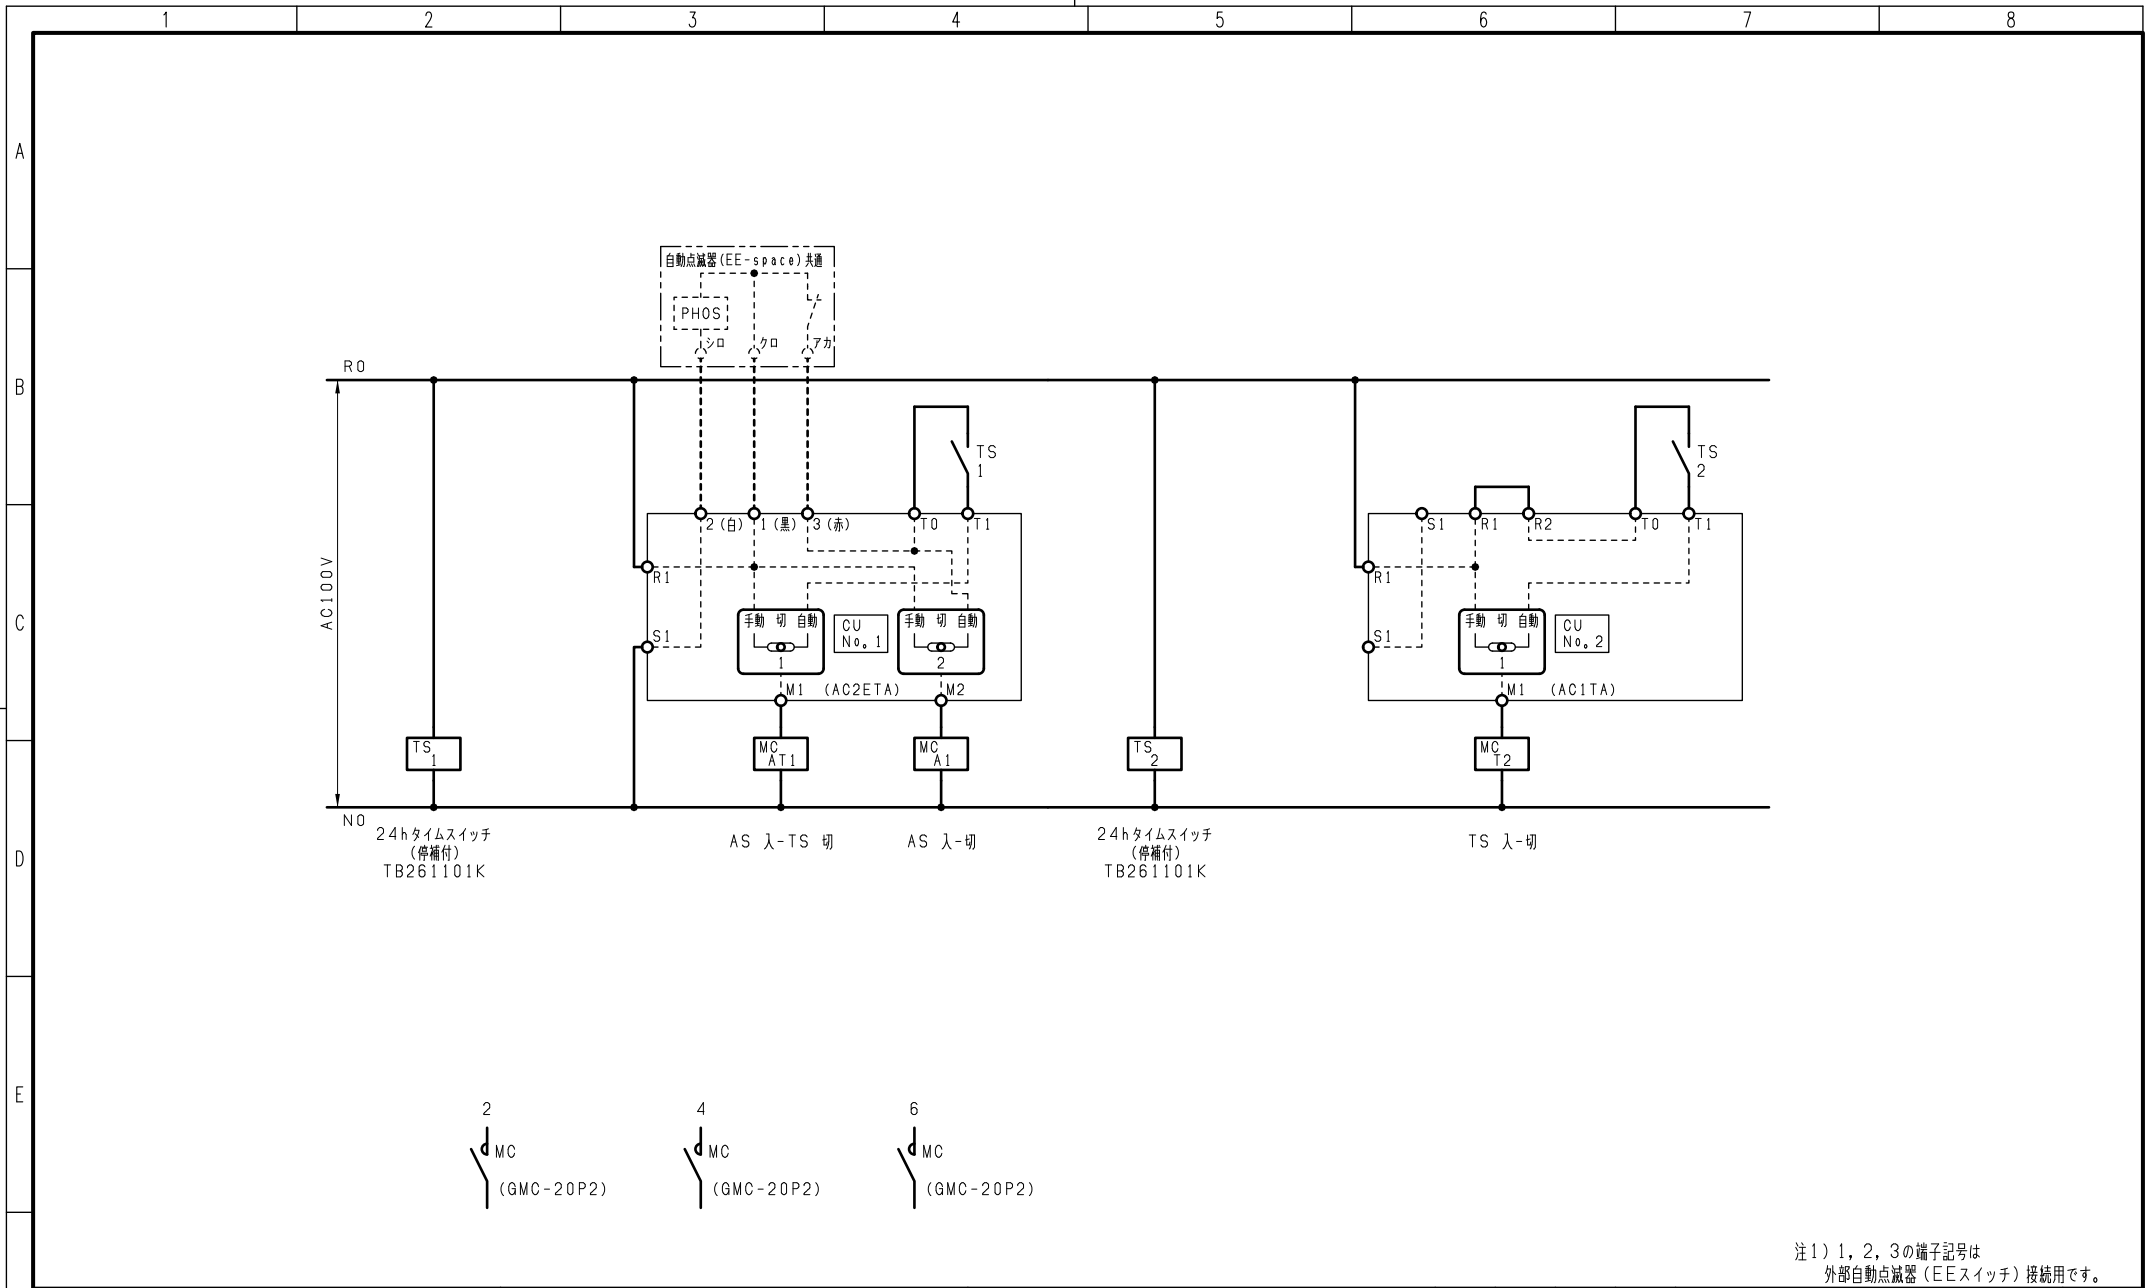 1 2 3 4 5 6 7 8
A
B
C
D
E
自動点滅器(EE-space)共通
PHOS
シロ クロ アカ
R0
AC100V
N0
TS
1
2(白) 1(黒) 3(赤) T0 T1
R1
S1
手動 切 自動
1
CU
No。1
手動 切 自動
2
M1 (AC2ETA) M2
TS
2
S1 R1 R2 T0 T1
R1
S1
手動 切 自動
1
CU
No。2
M1 (AC1TA)
TS
1
MC
AT1
MC
A1
TS
2
MC
T2
24hタイムスイッチ
(停補付)
TB261101K
AS 入-TS 切
AS 入-切
24hタイムスイッチ
(停補付)
TB261101K
TS 入-切
2
MC
(GMC-20P2)
4
MC
(GMC-20P2)
6
MC
(GMC-20P2)
注1)1,2,3の端子記号は
外部自動点滅器(EEスイッチ)接続用です。